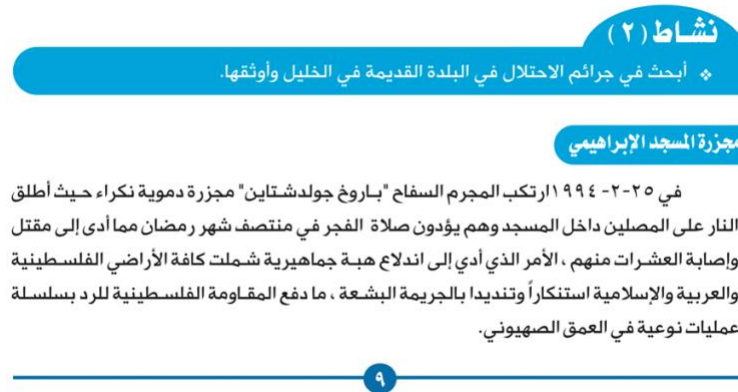 نشاط (٢)
❖ أبحث في جرائم الاحتلال في البلدة القديمة في الخليل وأوثقها.
مجزرة المسجد الإبراهيمي
في ٢٥-٢- ١٩٩٤ارتكب المجرم السفاح "باروخ جولدشتاين" مجزرة دموية نكراء حيث أطلق
النار على المصلين داخل المسجد وهم يؤدون صلاة الفجر في منتصف شهر رمضان مما أدى إلى مقتل
وإصابة العشرات منهم ، الأمر الذي أدي إلى اندلاع هبة جماهيرية شملت كافة الأراضي الفلسطينية
والعربية والإسلامية استنكاراً وتنديدا بالجريمة البشعة ، ما دفع المقاومة الفلسطينية للرد بسلسلة
عمليات نوعية في العمق الصهيوني.
٩